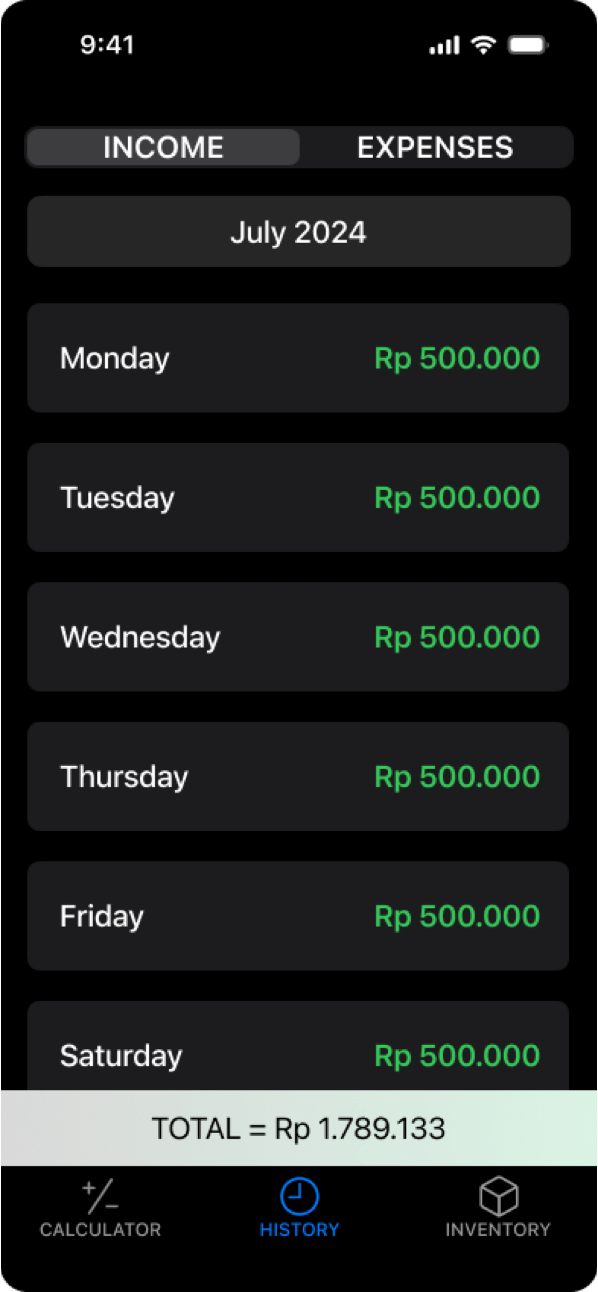 9:41
INCOME EXPENSES
July 2024
Monday Rp 500.000
Tuesday Rp 500.000
Wednesday Rp 500.000
Thursday Rp 500.000
Friday Rp 500.000
Saturday Rp 500.000
TOTAL = Rp 1.789.133
CALCULATOR HISTORY INVENTORY